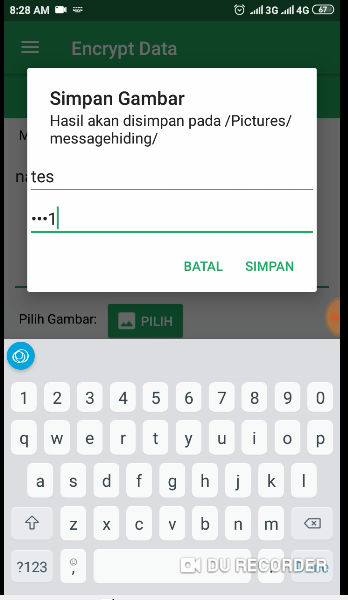 8:28 AM 3G 4G 67
Encrypt Data
Simpan Gambar
Hasil akan disimpan pada /Pictures/
messagehiding/
tes
•••1
BATAL SIMPAN
Pilih Gambar: PILIH
1 2 3 4 5 6 7 8 9 0
q w e r t y u i o p
a s d f g h j k l
z x c v b n m
?123 , .
DU RECORDER